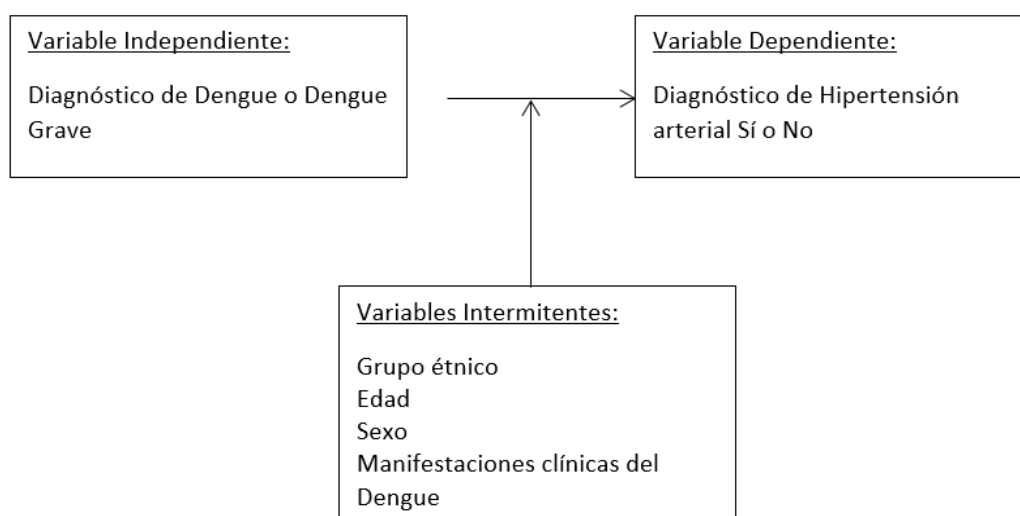 Variable Independiente:
Diagnóstico de Dengue o Dengue
Grave
Variable Dependiente:
Diagnóstico de Hipertensión
arterial Sí o No
Variables Intermitentes:
Grupo étnico
Edad
Sexo
Manifestaciones clínicas del
Dengue